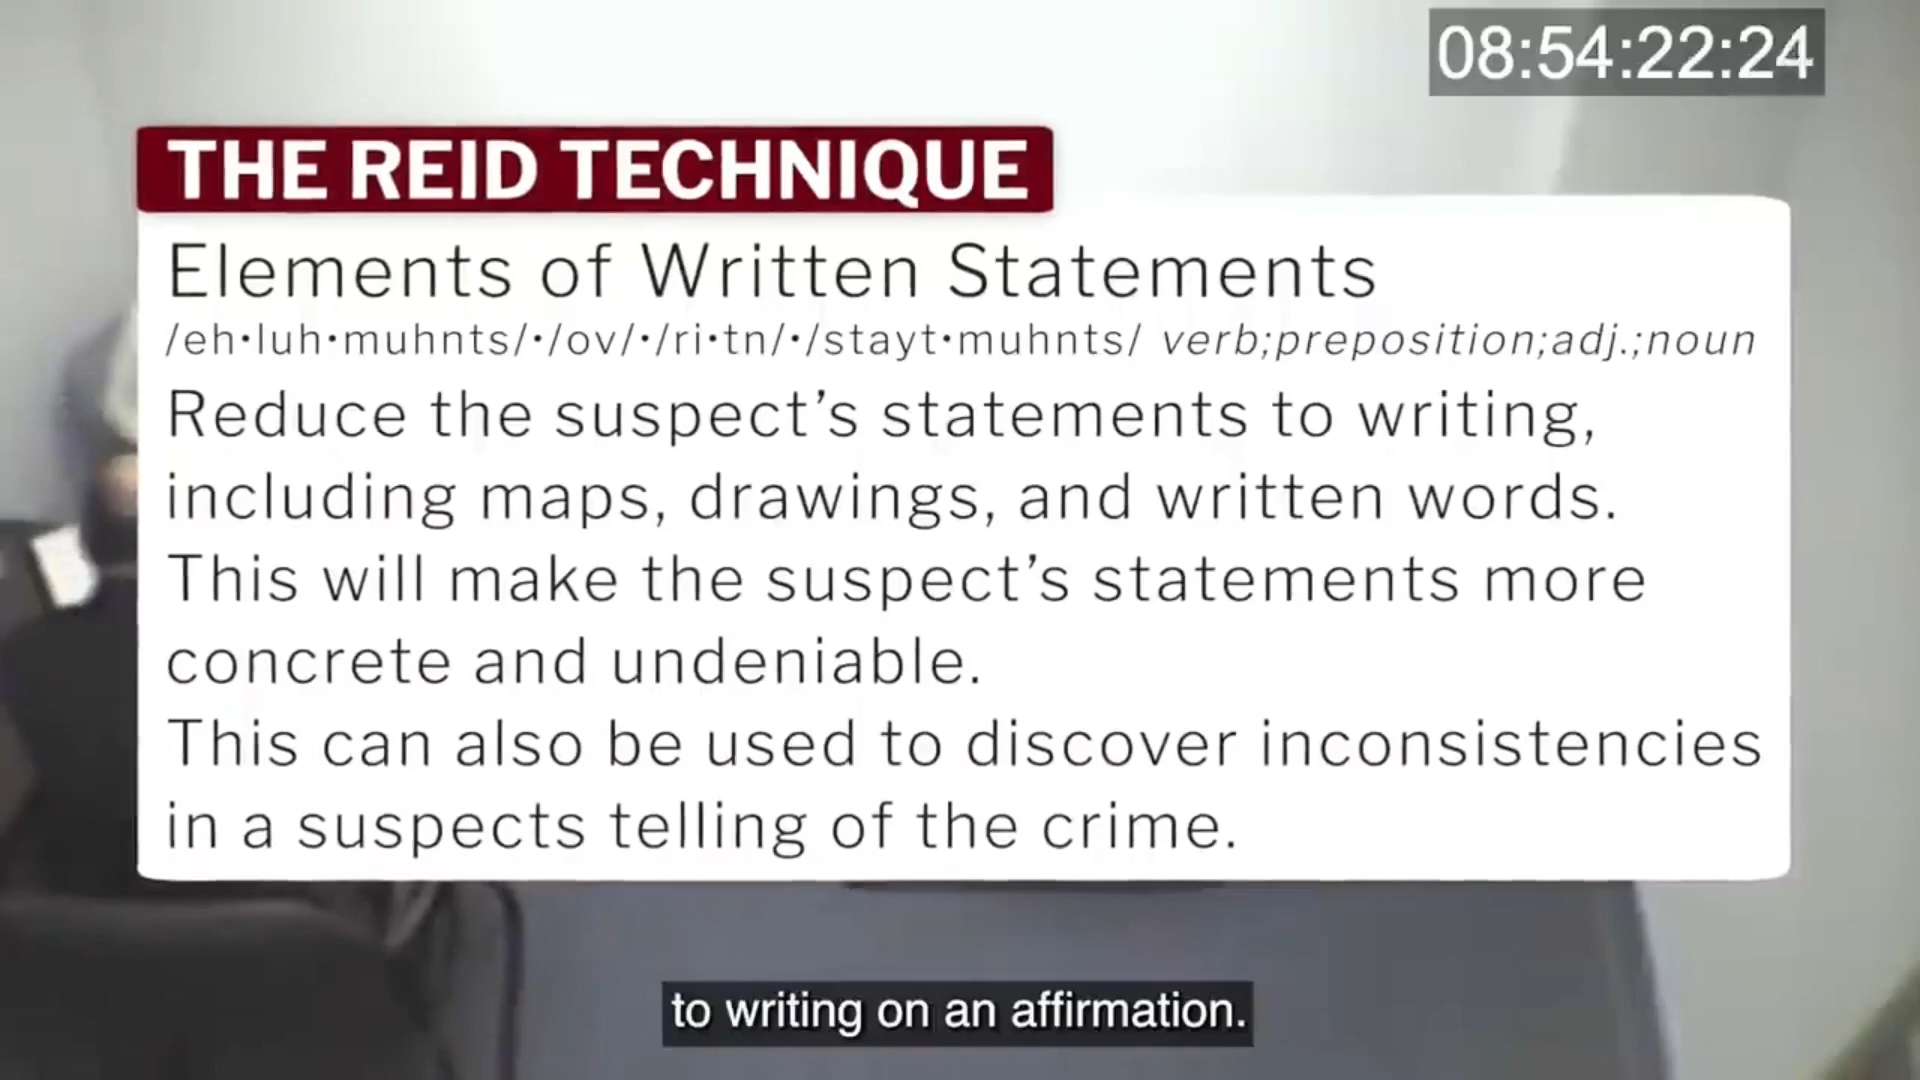 08:54:22:24
THE REID TECHNIQUE
Elements of Written Statements
/eh•luh•muhnts/•/ov/•/ri•tn/•/stayt•muhnts/ verb;preposition;adj.;noun
Reduce the suspect’s statements to writing,
including maps, drawings, and written words.
This will make the suspect’s statements more
concrete and undeniable.
This can also be used to discover inconsistencies
in a suspects telling of the crime.
to writing on an affirmation.